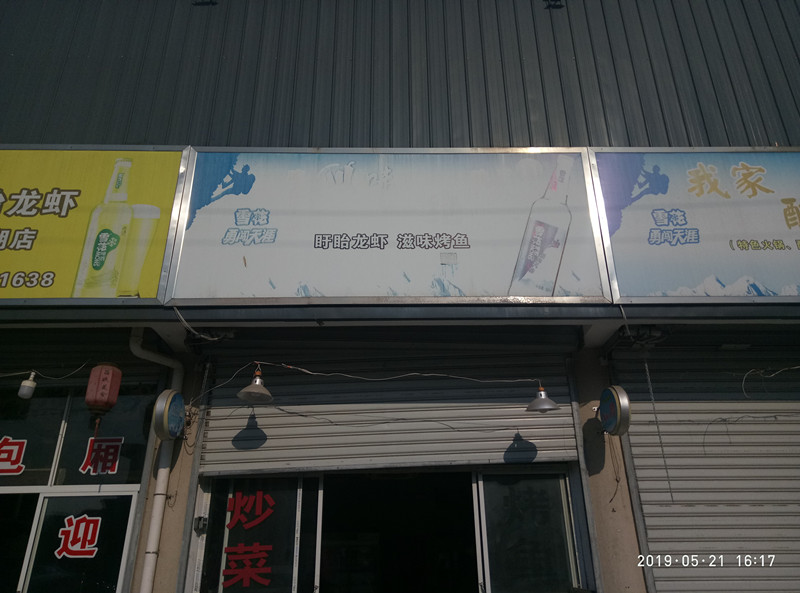 怡龙虾
湖店
1638
雪花
勇闯天涯
盱眙龙虾 滋味烤鱼
雪花
勇闯天涯
我家
(特色火锅、
包厢
迎
炒菜
2019·05·21 16:17